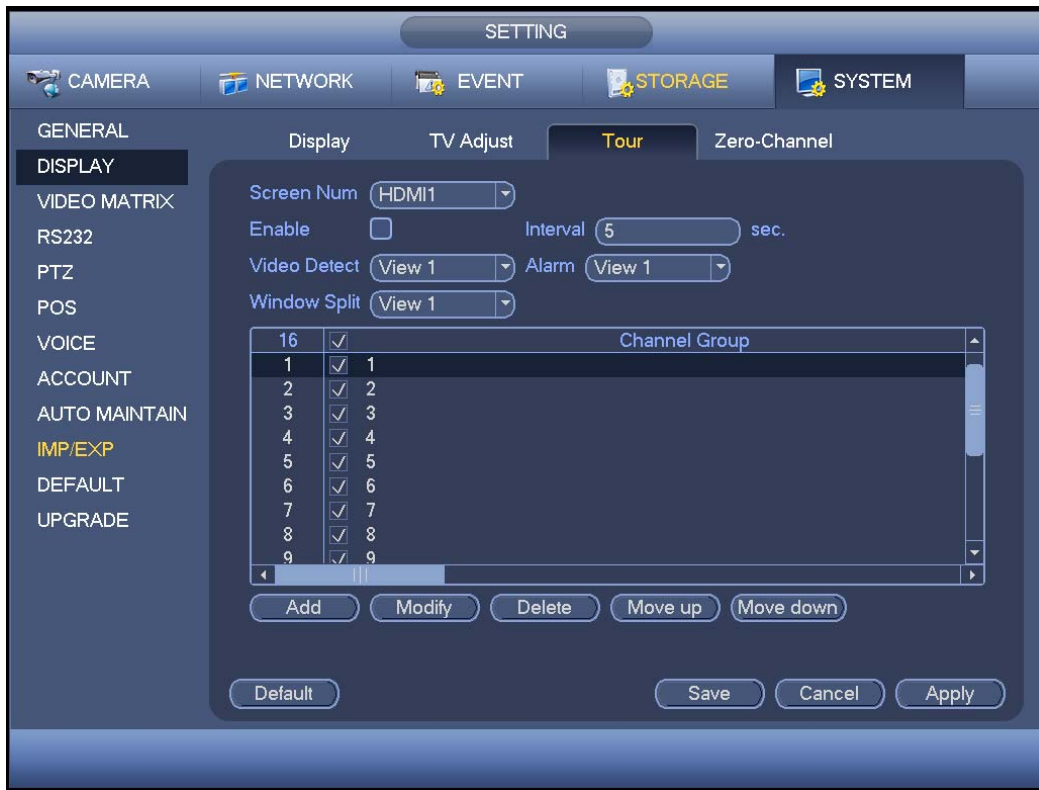 SETTING
CAMERA NETWORK EVENT STORAGE SYSTEM
GENERAL
DISPLAY
VIDEO MATRIX
RS232
PTZ
POS
VOICE
ACCOUNT
AUTO MAINTAIN
IMP/EXP
DEFAULT
UPGRADE
Display TV Adjust Tour Zero-Channel
Screen Num HDMI1
Enable Interval 5 sec.
Video Detect View 1 Alarm View 1
Window Split View 1
16 Channel Group
1 1
2 2
3 3
4 4
5 5
6 6
7 7
8 8
9 9
Add Modify Delete Move up Move down
Default Save Cancel Apply